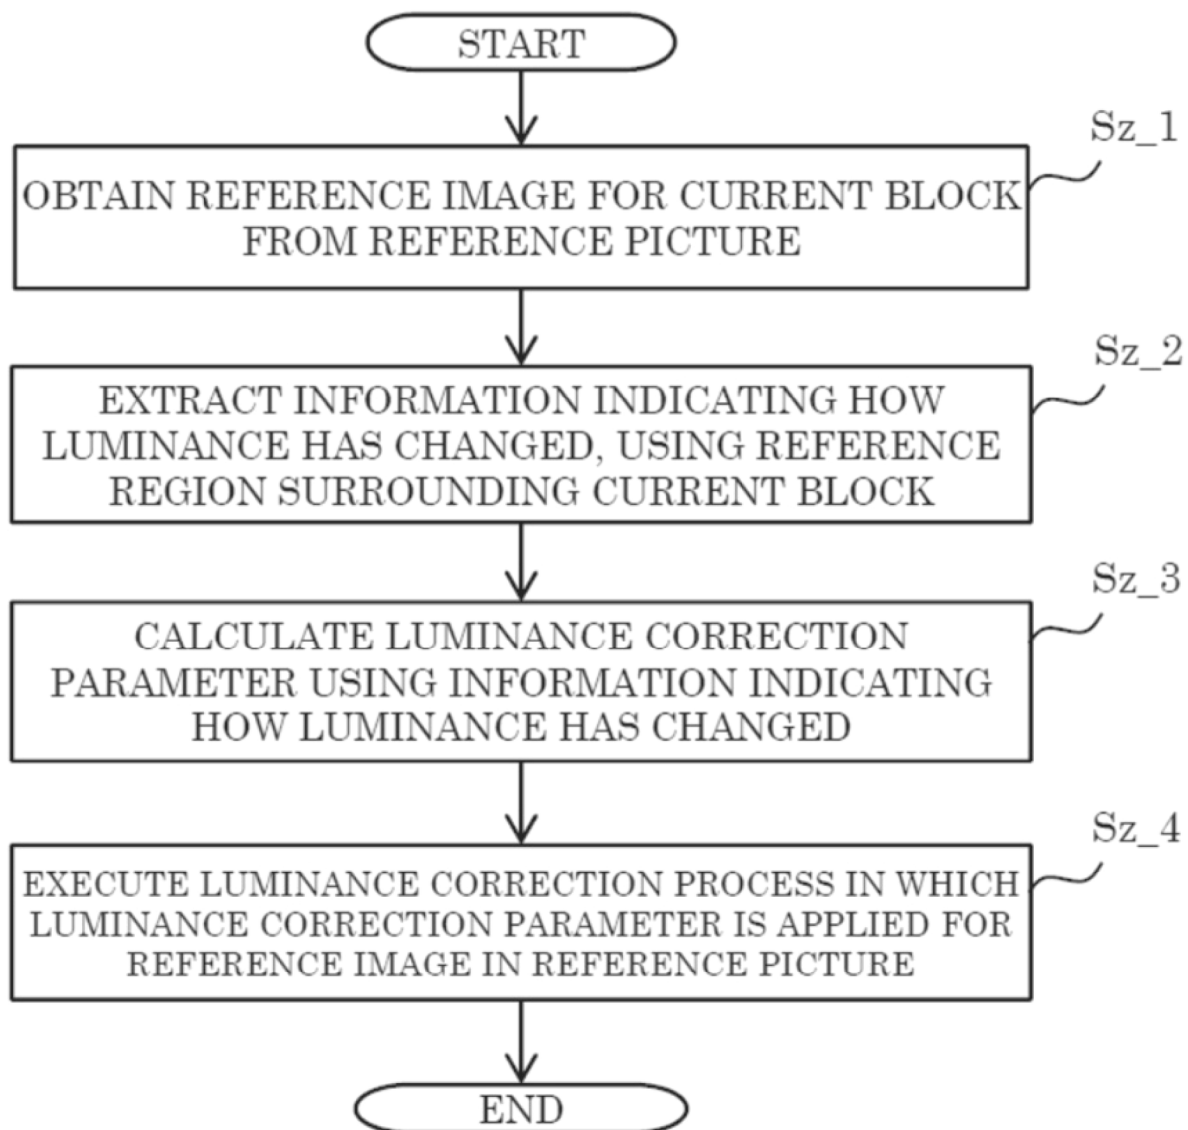 START
Sz_1
OBTAIN REFERENCE IMAGE FOR CURRENT BLOCK
FROM REFERENCE PICTURE
Sz_2
EXTRACT INFORMATION INDICATING HOW
LUMINANCE HAS CHANGED, USING REFERENCE
REGION SURROUNDING CURRENT BLOCK
Sz_3
CALCULATE LUMINANCE CORRECTION
PARAMETER USING INFORMATION INDICATING
HOW LUMINANCE HAS CHANGED
Sz_4
EXECUTE LUMINANCE CORRECTION PROCESS IN WHICH
LUMINANCE CORRECTION PARAMETER IS APPLIED FOR
REFERENCE IMAGE IN REFERENCE PICTURE
END